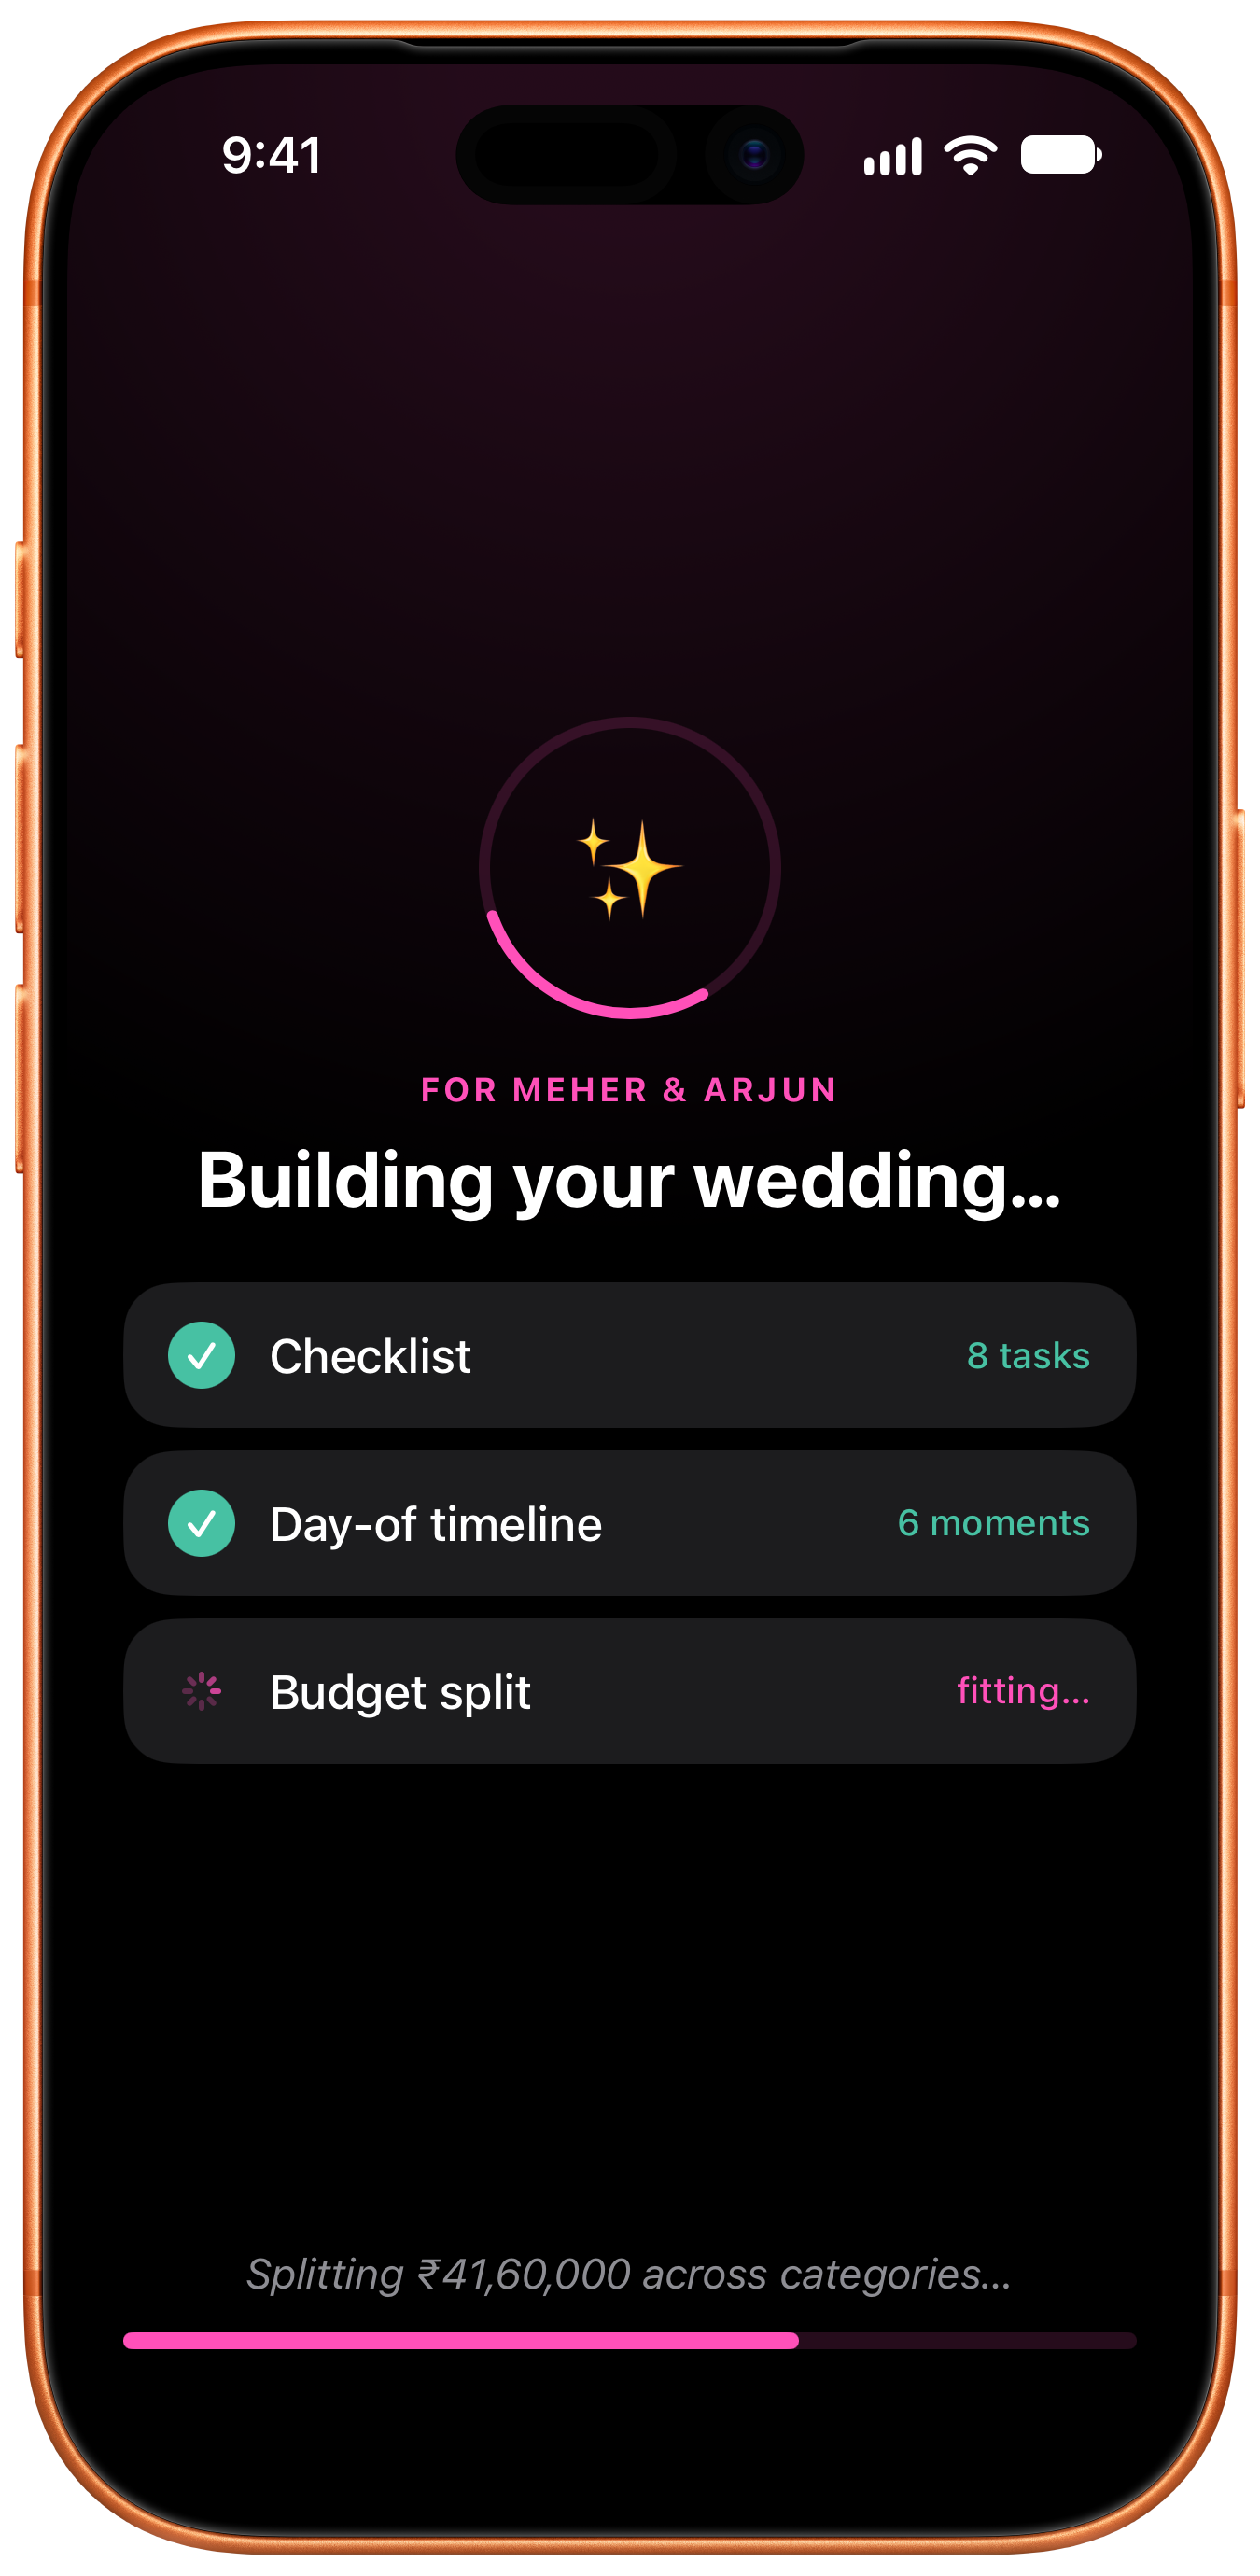 9:41
FOR MEHER & ARJUN
Building your wedding...
Checklist
8 tasks
Day-of timeline
6 moments
Budget split
fitting...
Splitting ₹41,60,000 across categories...